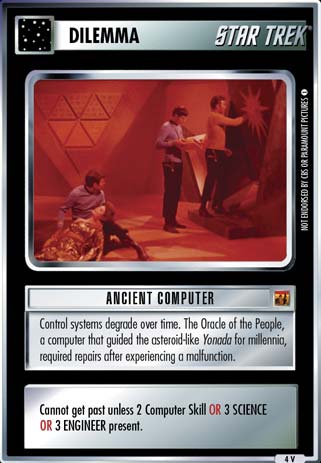 DILEMMA
STAR TREK®
NOT ENDORSED BY CBS OR PARAMOUNT PICTURES
ANCIENT COMPUTER
Control systems degrade over time. The Oracle of the People,
a computer that guided the asteroid-like Yonada for millennia,
required repairs after experiencing a malfunction.
Cannot get past unless 2 Computer Skill OR 3 SCIENCE
OR 3 ENGINEER present.
4 V